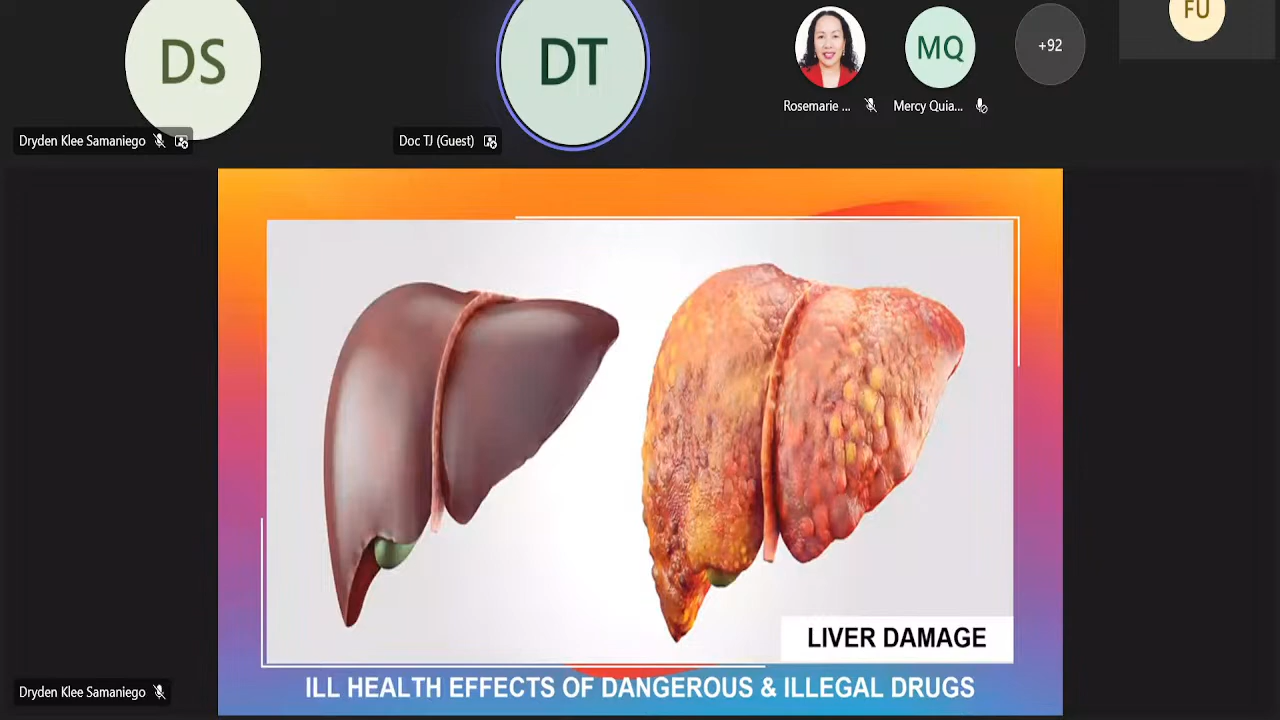 DS
DT
MQ
+92
FU
Rosemarie ...
Mercy Quia...
Dryden Klee Samaniego
Doc TJ (Guest)
LIVER DAMAGE
ILL HEALTH EFFECTS OF DANGEROUS & ILLEGAL DRUGS
Dryden Klee Samaniego